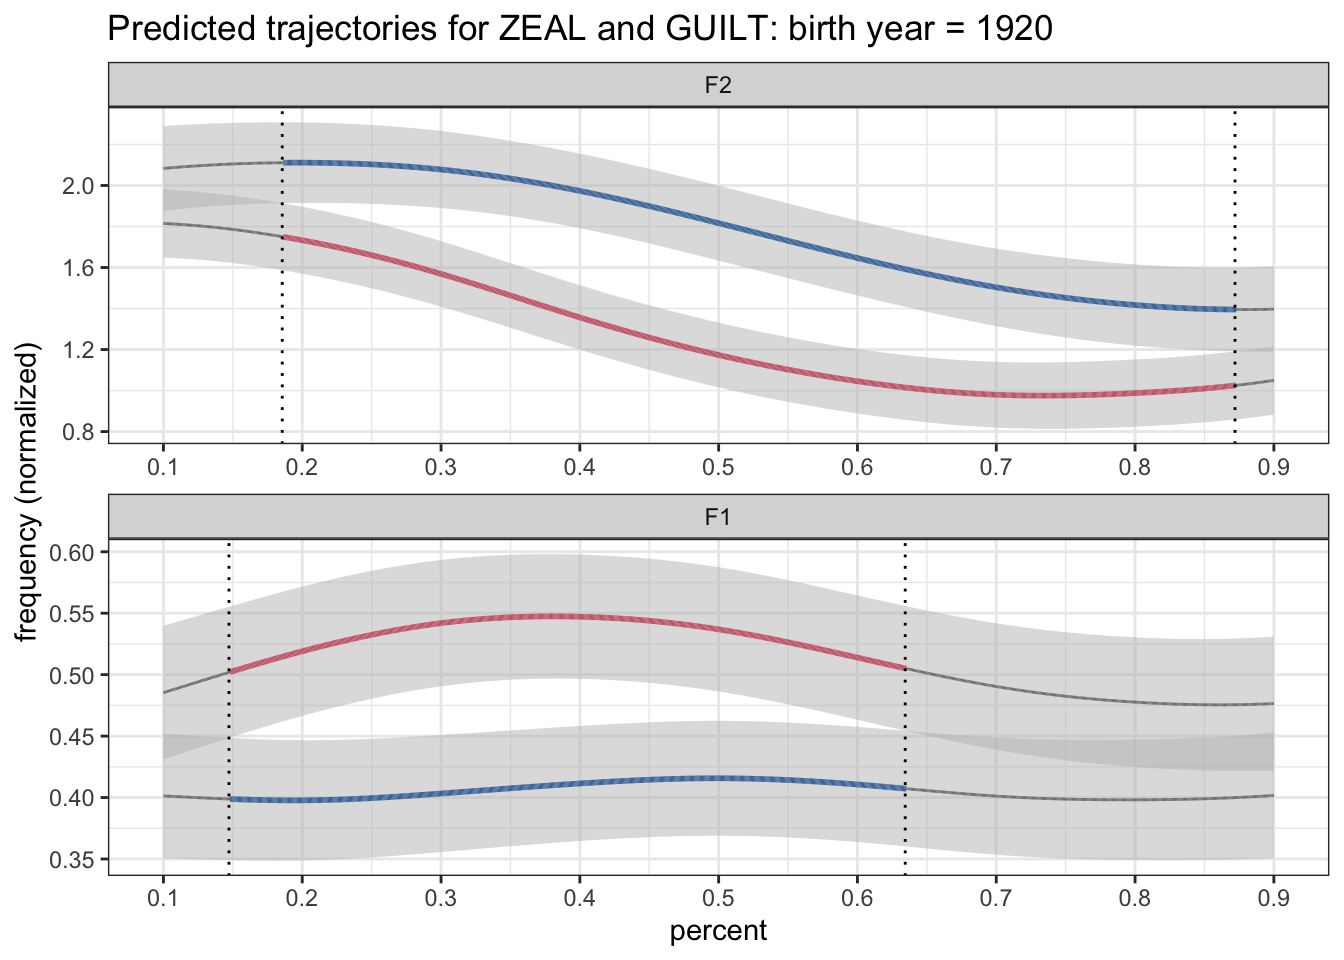 Predicted trajectories for ZEAL and GUILT: birth year = 1920
F2
2.0
1.6
1.2
0.8
0.1 0.2 0.3 0.4 0.5 0.6 0.7 0.8 0.9
frequency (normalized)
F1
0.60
0.55
0.50
0.45
0.40
0.35
0.1 0.2 0.3 0.4 0.5 0.6 0.7 0.8 0.9
percent